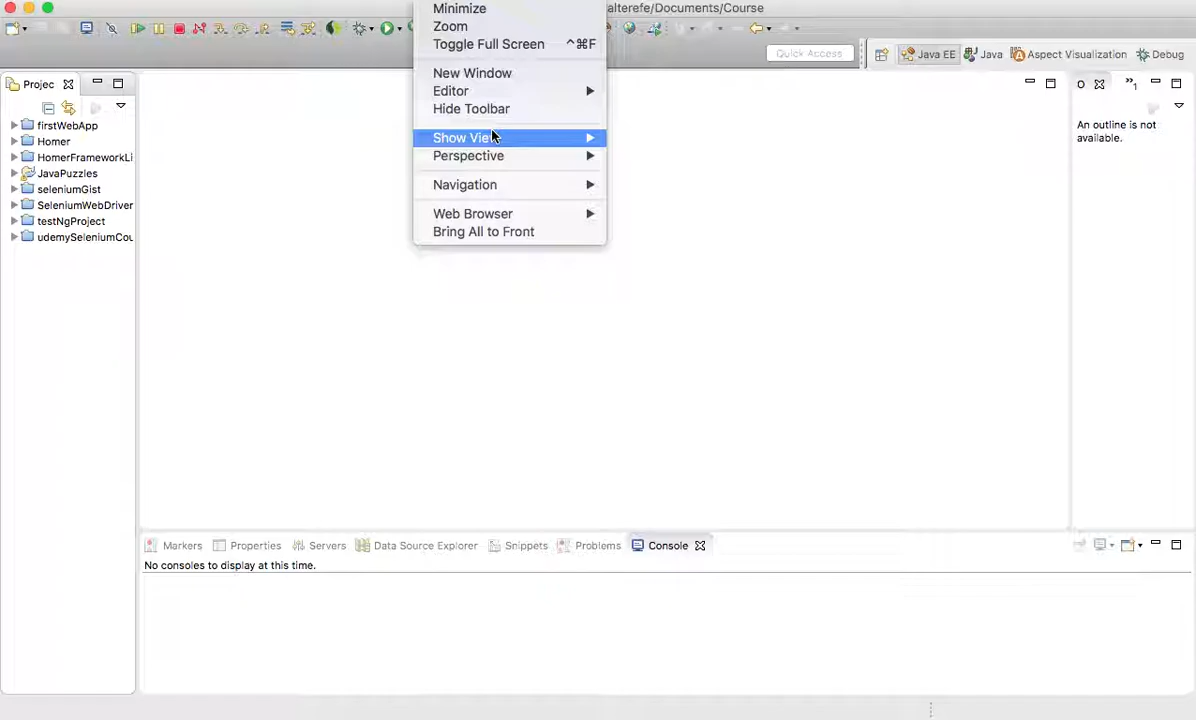 alterefe/Documents/Course
Minimize
Zoom
Toggle Full Screen ^⌘F
New Window
Editor
Hide Toolbar
Show View
Perspective
Navigation
Web Browser
Bring All to Front
Quick Access
Java EE
Java
Aspect Visualization
Debug
Projec
firstWebApp
Homer
HomerFrameworkLi
JavaPuzzles
seleniumGist
SeleniumWebDriver
testNgProject
udemySeleniumCou
O
»1
An outline is not
available.
Markers Properties Servers Data Source Explorer Snippets Problems Console
No consoles to display at this time.